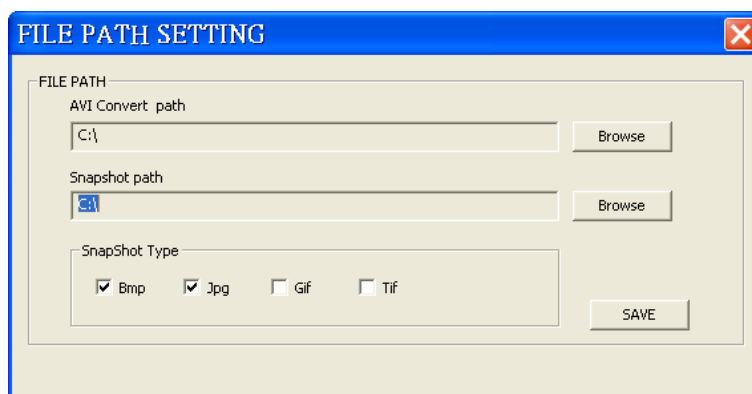 FILE PATH SETTING
FILE PATH
AVI Convert path
C:\
Browse
Snapshot path
C:\
Browse
SnapShot Type
Bmp Jpg Gif Tif
SAVE